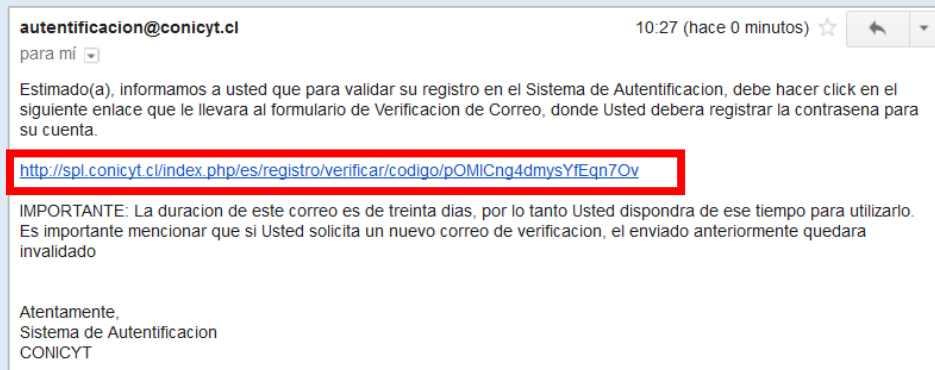 autentificacion@conicyt.cl
10:27 (hace 0 minutos)
para mí
Estimado(a), informamos a usted que para validar su registro en el Sistema de Autentificacion, debe hacer click en el
siguiente enlace que le llevara al formulario de Verificacion de Correo, donde Usted debera registrar la contrasena para
su cuenta.
http://spl.conicyt.cl/index.php/es/registro/verificar/codigo/pOMlCng4dmysYfEqn7Ov
IMPORTANTE: La duracion de este correo es de treinta dias, por lo tanto Usted dispondra de ese tiempo para utilizarlo.
Es importante mencionar que si Usted solicita un nuevo correo de verificacion, el enviado anteriormente quedara
invalidado
Atentamente,
Sistema de Autentificacion
CONICYT